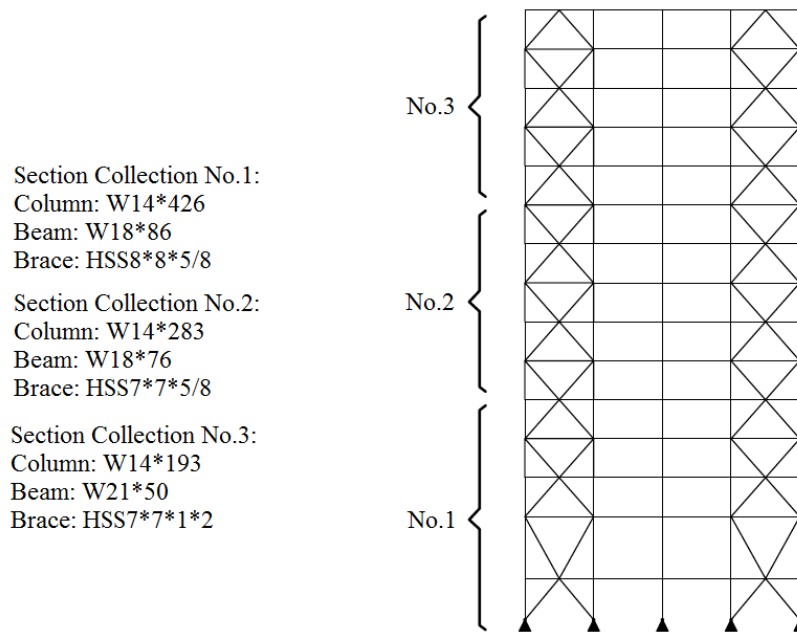 Section Collection No.1:
Column: W14*426
Beam: W18*86
Brace: HSS8*8*5/8
Section Collection No.2:
Column: W14*283
Beam: W18*76
Brace: HSS7*7*5/8
Section Collection No.3:
Column: W14*193
Beam: W21*50
Brace: HSS7*7*1*2
No.3
No.2
No.1